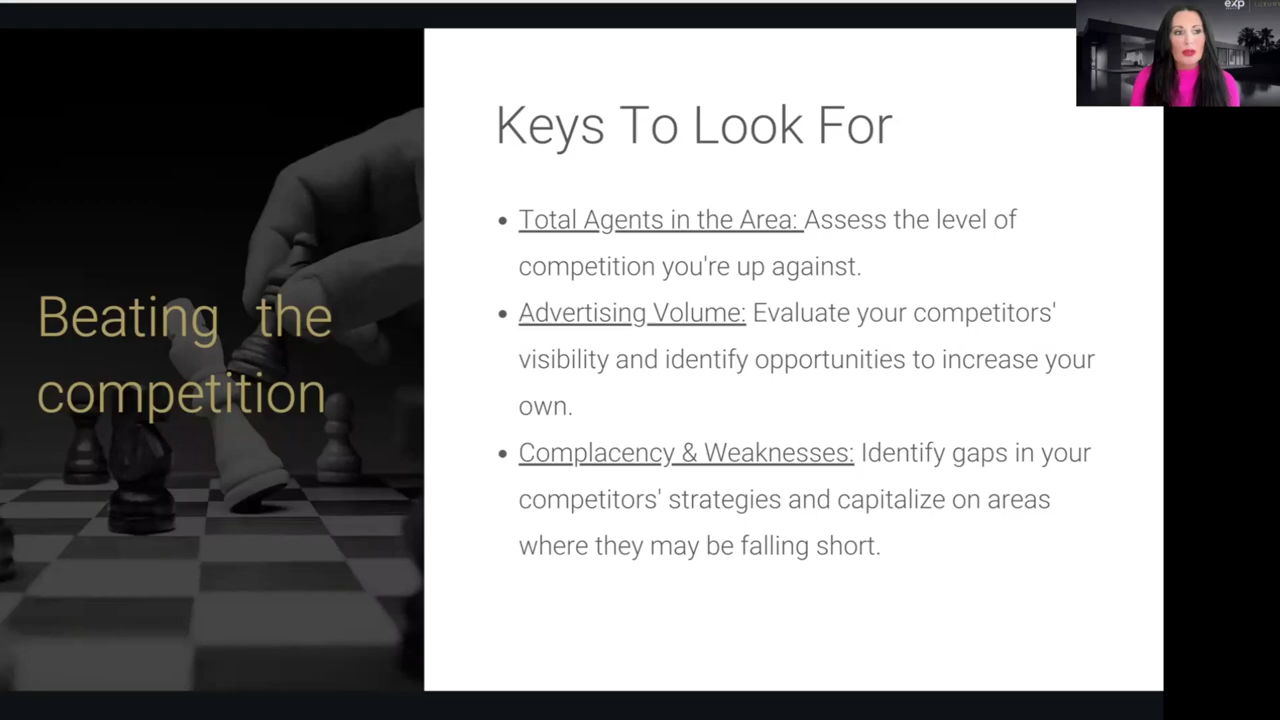 exp
LUXURY
Keys To Look For
• Total Agents in the Area: Assess the level of
competition you're up against.
• Advertising Volume: Evaluate your competitors'
visibility and identify opportunities to increase your
own.
• Complacency & Weaknesses: Identify gaps in your
competitors' strategies and capitalize on areas
where they may be falling short.
Beating the
competition